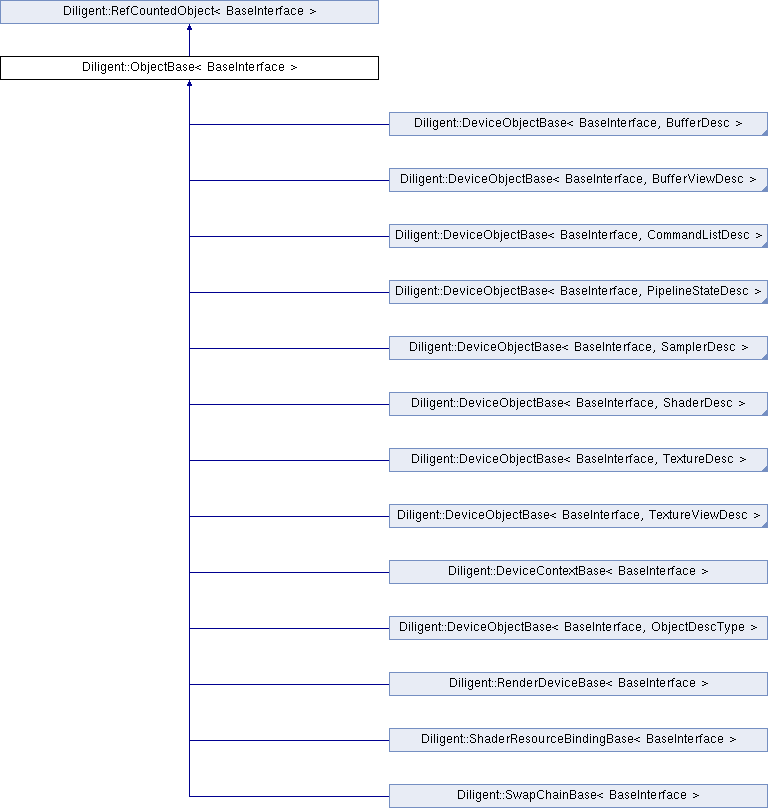 Diligent::RefCountedObject< BaseInterface >
Diligent::ObjectBase< BaseInterface >
Diligent::DeviceObjectBase< BaseInterface, BufferDesc >
Diligent::DeviceObjectBase< BaseInterface, BufferViewDesc >
Diligent::DeviceObjectBase< BaseInterface, CommandListDesc >
Diligent::DeviceObjectBase< BaseInterface, PipelineStateDesc >
Diligent::DeviceObjectBase< BaseInterface, SamplerDesc >
Diligent::DeviceObjectBase< BaseInterface, ShaderDesc >
Diligent::DeviceObjectBase< BaseInterface, TextureDesc >
Diligent::DeviceObjectBase< BaseInterface, TextureViewDesc >
Diligent::DeviceContextBase< BaseInterface >
Diligent::DeviceObjectBase< BaseInterface, ObjectDescType >
Diligent::RenderDeviceBase< BaseInterface >
Diligent::ShaderResourceBindingBase< BaseInterface >
Diligent::SwapChainBase< BaseInterface >